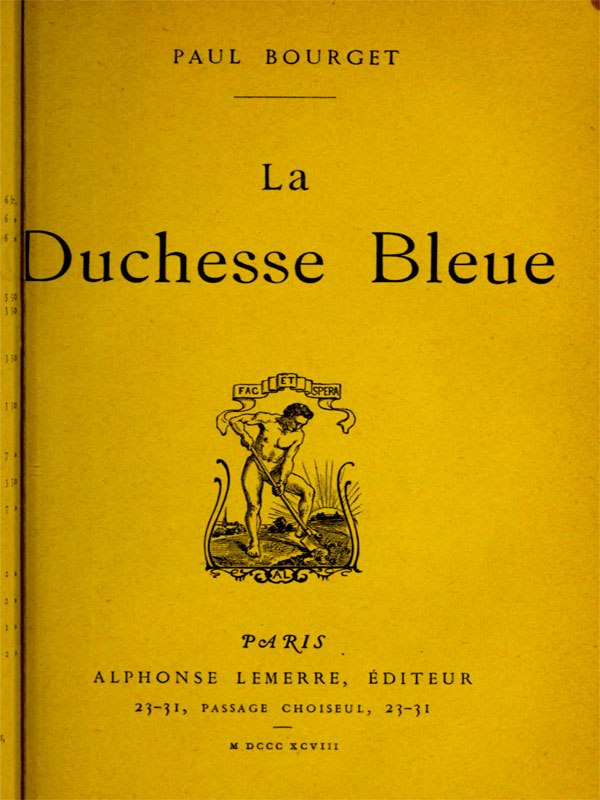 PAUL BOURGET
La
Duchesse Bleue
FAC ET SPERA
AL
PARIS
ALPHONSE LEMERRE, ÉDITEUR
23-31, PASSAGE CHOISEUL, 23-31
M DCCC XCVIII